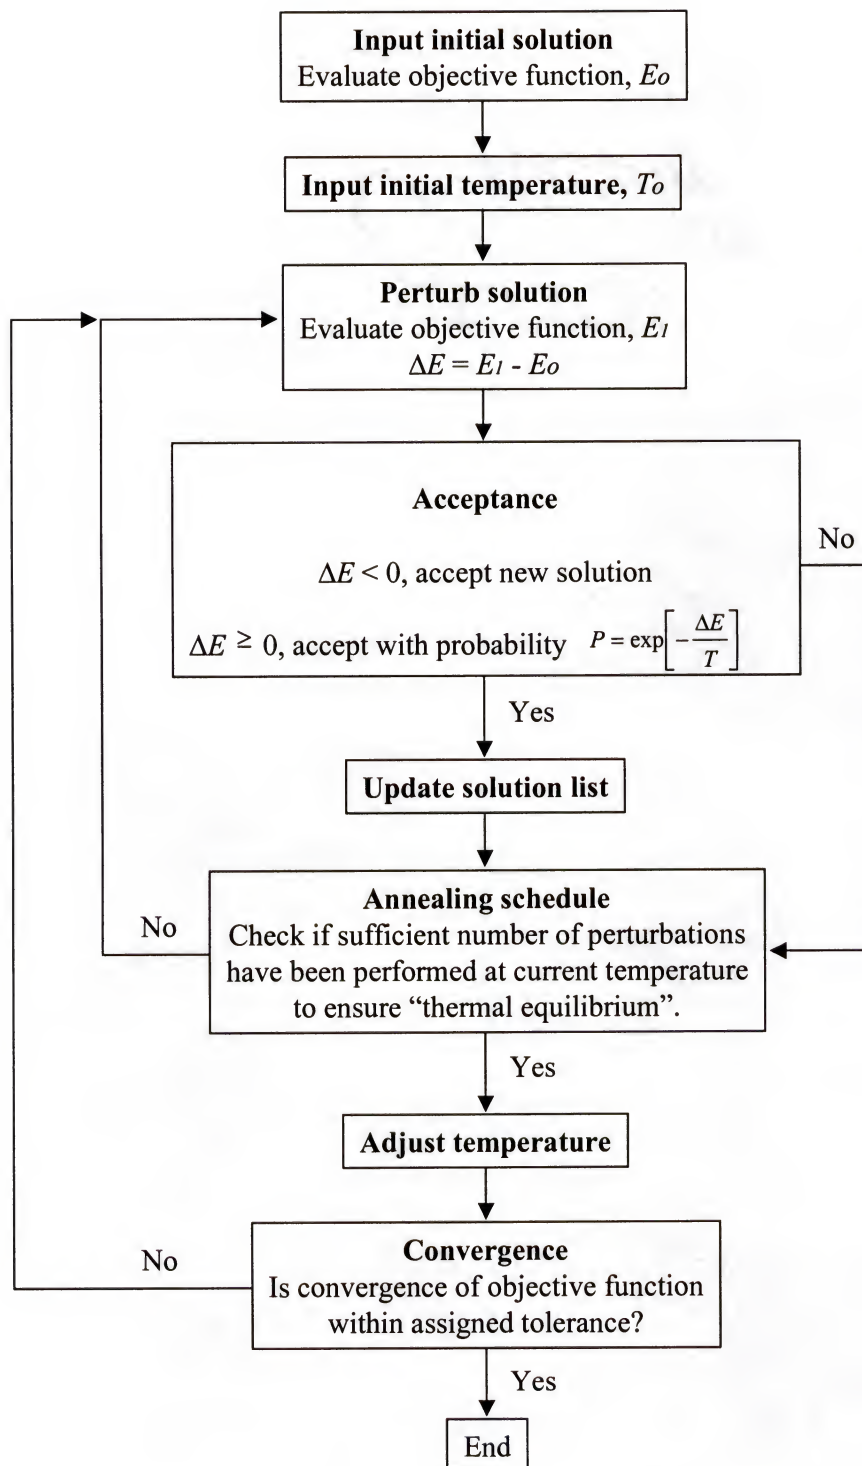 Input initial solution
Evaluate objective function, Eo
Input initial temperature, To
Perturb solution
Evaluate objective function, E1
ΔE = E1 - Eo
Acceptance
No
ΔE < 0, accept new solution
ΔE ≥ 0, accept with probability P = exp[-ΔE/T]
Yes
Update solution list
Annealing schedule
No
Check if sufficient number of perturbations
have been performed at current temperature
to ensure “thermal equilibrium”.
Yes
Adjust temperature
Convergence
No
Is convergence of objective function
within assigned tolerance?
Yes
End